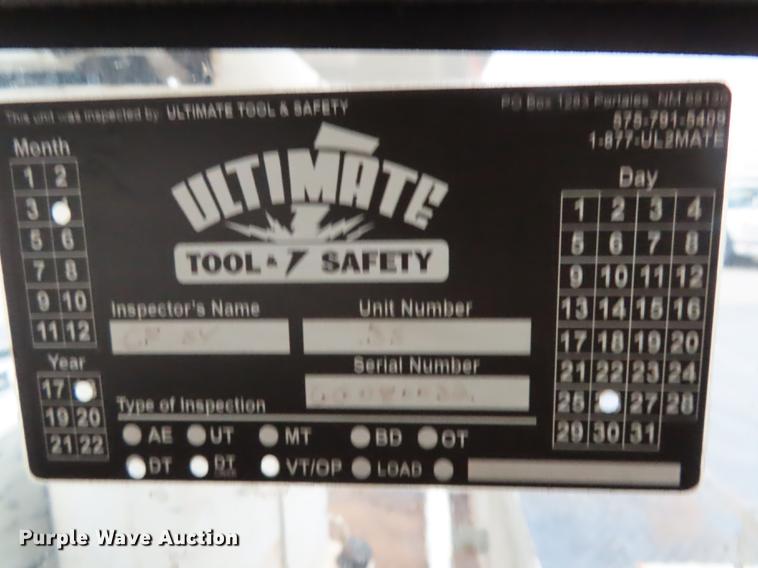 This unit was inspected by ULTIMATE TOOL & SAFETY
PO Box 1283 Portales, NM
575-791-5409
1-877-UL2MATE
Month
1 2
3
5 6
7 8
9 10
11 12
Year
17
19 20
21 22
ULTIMATE
TOOL & SAFETY
Inspector's Name
Unit Number
Serial Number
Type of Inspection
AE UT MT BD OT
DT DT VT/OP LOAD
Day
1 2 3 4
5 6 7 8
9 10 11 12
13 14 15 16
17 18 19 20
21 22 23 24
25 27 28
29 30 31
Purple Wave Auction